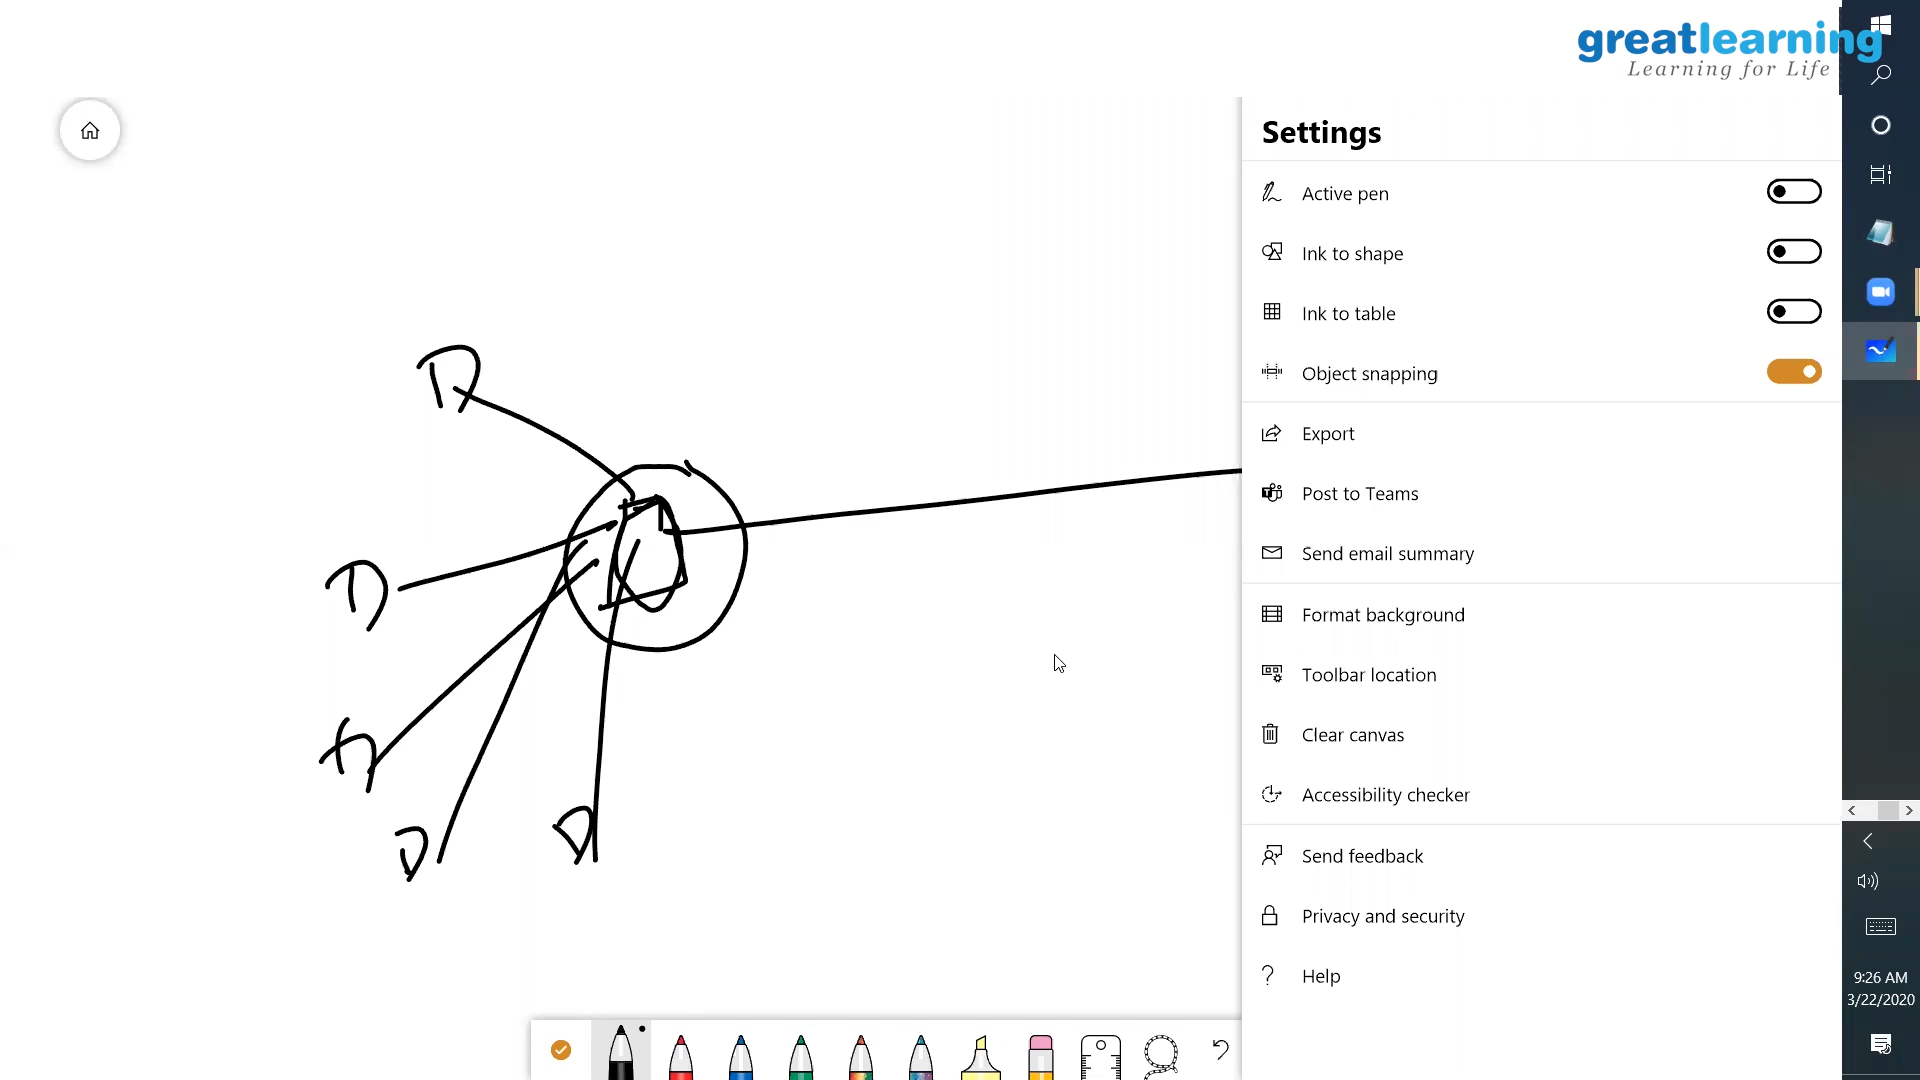 greatlearning
Learning for Life
Settings
Active pen
Ink to shape
Ink to table
Object snapping
Export
Post to Teams
Send email summary
Format background
Toolbar location
Clear canvas
Accessibility checker
Send feedback
Privacy and security
Help
D
D
D
D
D
9:26 AM
3/22/2020